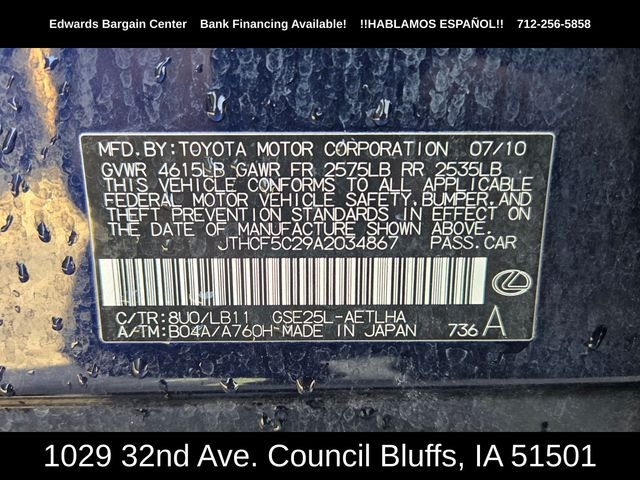 Edwards Bargain Center Bank Financing Available! !!HABLAMOS ESPAÑOL!! 712-256-5858
MFD. BY: TOYOTA MOTOR CORPORATION 07/10
GVWR 4615LB GAWR FR 2575LB RR 2535LB
THIS VEHICLE CONFORMS TO ALL APPLICABLE
FEDERAL MOTOR VEHICLE SAFETY, BUMPER, AND
THEFT PREVENTION STANDARDS IN EFFECT ON
THE DATE OF MANUFACTURE SHOWN ABOVE.
JTHCF5C29A2034867 PASS. CAR
C/TR: 8U0/LB11 GSE25L-AETLHA
A/TM: B04A/A760H MADE IN JAPAN 736 A
1029 32nd Ave. Council Bluffs, IA 51501